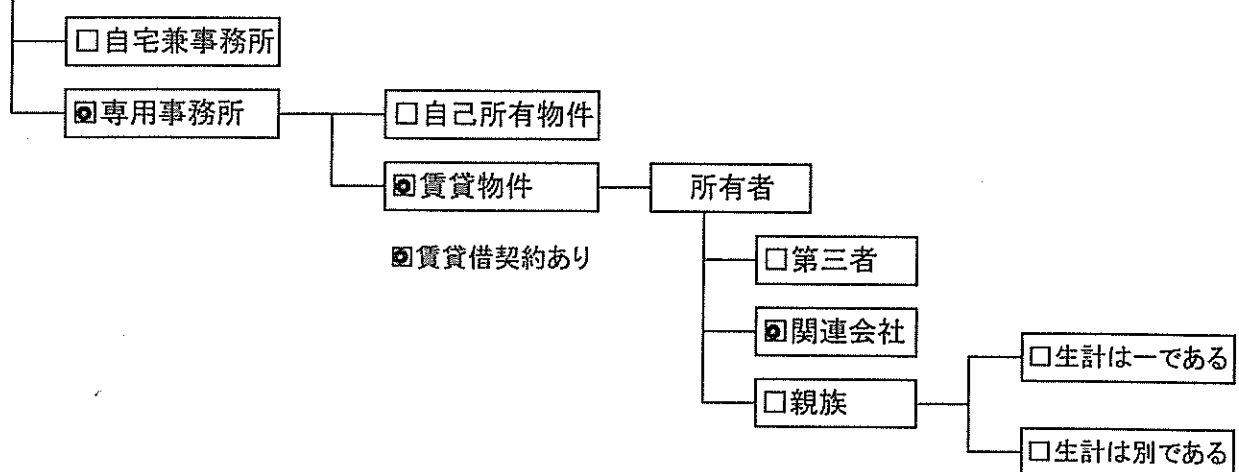 □自宅兼事務所
◙専用事務所
□自己所有物件
◙賃貸物件
所有者
◙賃貸借契約あり
□第三者
◙関連会社
□生計は一である
□親族
□生計は別である